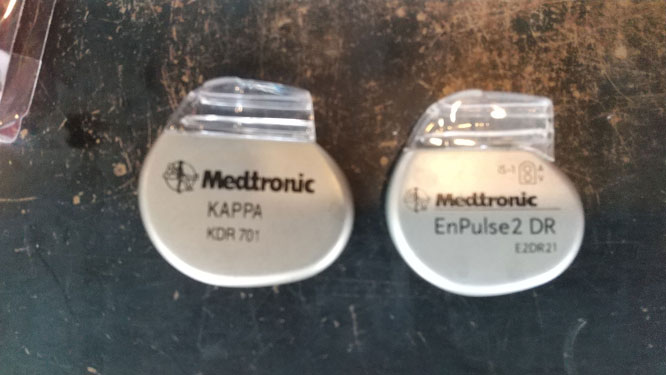 Medtronic
KAPPA
KDR 701
IS-1 A
V
Medtronic
EnPulse2 DR
E2DR21